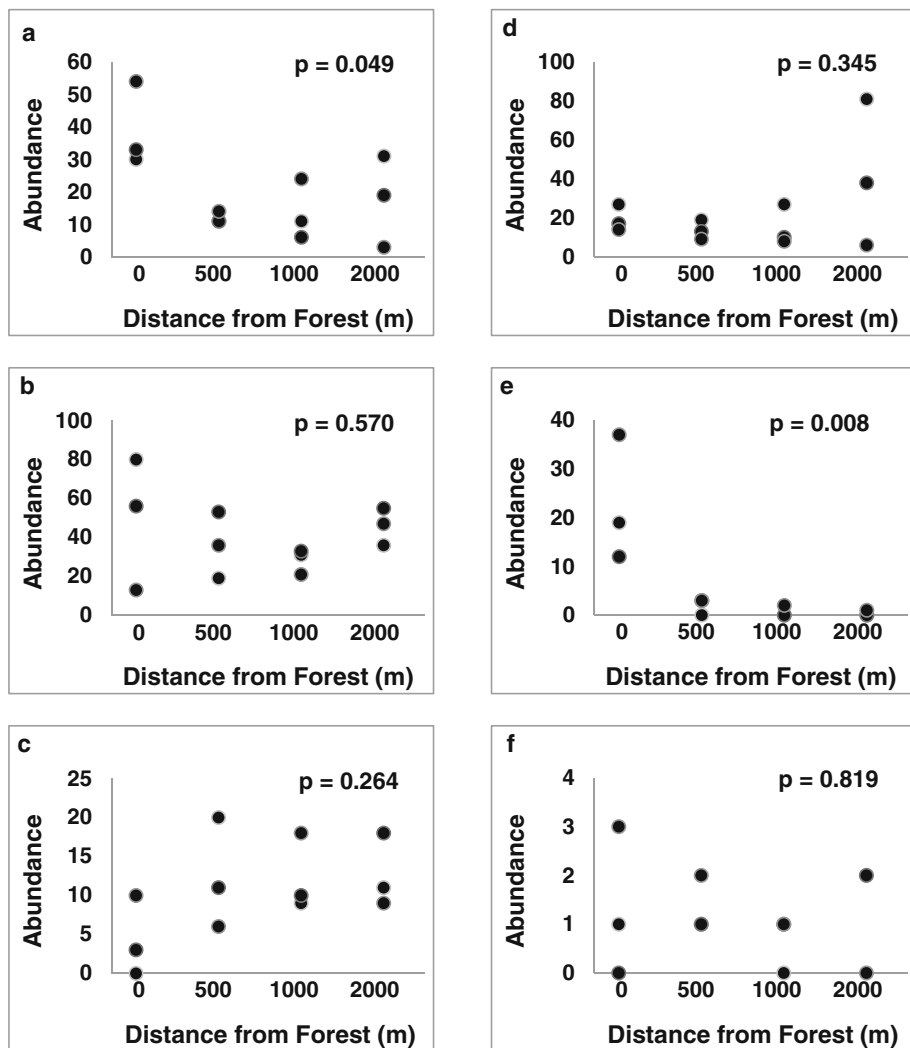 a
p = 0.049
60
50
40
30
20
10
0
Abundance
0 500 1000 2000
Distance from Forest (m)
b
p = 0.570
100
80
60
40
20
0
Abundance
0 500 1000 2000
Distance from Forest (m)
c
p = 0.264
25
20
15
10
5
0
Abundance
0 500 1000 2000
Distance from Forest (m)
d
p = 0.345
100
80
60
40
20
0
Abundance
0 500 1000 2000
Distance from Forest (m)
e
p = 0.008
40
30
20
10
0
Abundance
0 500 1000 2000
Distance from Forest (m)
f
p = 0.819
4
3
2
1
0
Abundance
0 500 1000 2000
Distance from Forest (m)